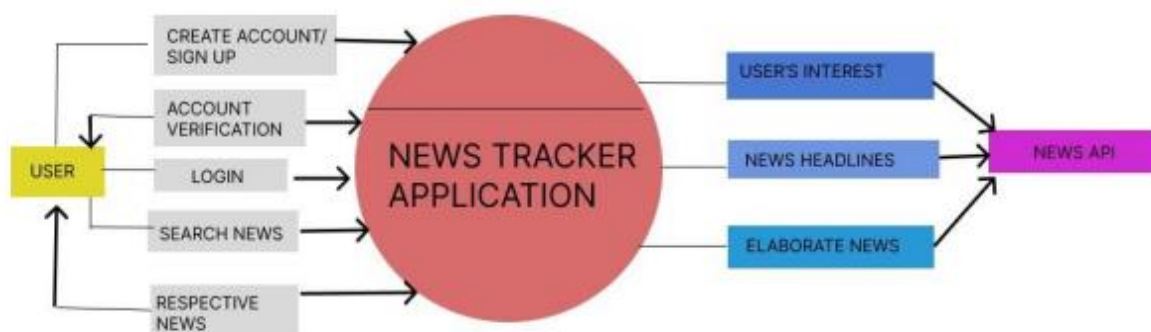 CREATE ACCOUNT/
SIGN UP
ACCOUNT
VERIFICATION
USER
LOGIN
SEARCH NEWS
RESPECTIVE
NEWS
NEWS TRACKER
APPLICATION
USER'S INTEREST
NEWS HEADLINES
ELABORATE NEWS
NEWS API